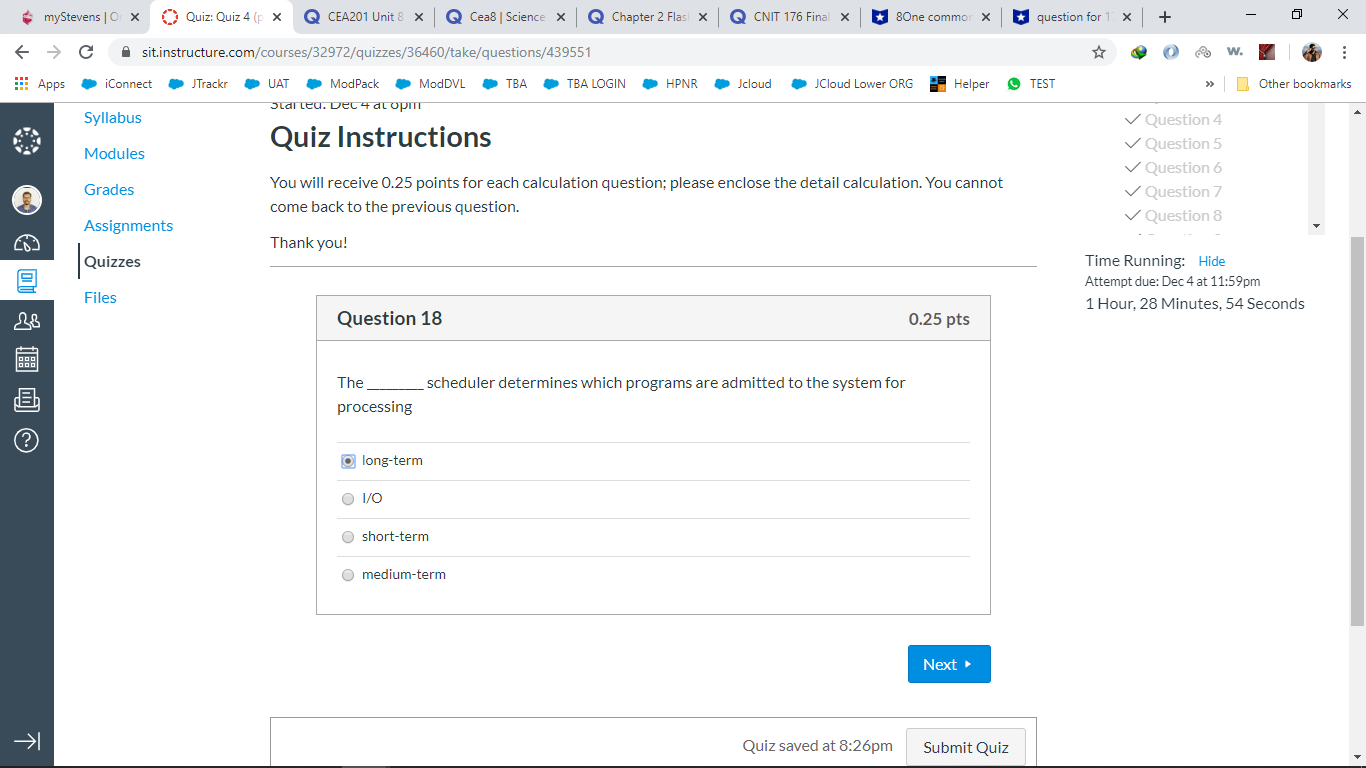 myStevens | O
Quiz: Quiz 4 (p
CEA201 Unit 8
Cea8 | Science
Chapter 2 Flas
CNIT 176 Final
8One common
question for 17
sit.instructure.com/courses/32972/quizzes/36460/take/questions/439551
w.
Apps
iConnect
JTrackr
UAT
ModPack
ModDVL
TBA
TBA LOGIN
HPNR
Jcloud
JCloud Lower ORG
Helper
TEST
»
Other bookmarks
Syllabus
Modules
Grades
Assignments
Quizzes
Files
Started: Dec 4 at 6pm
Quiz Instructions
You will receive 0.25 points for each calculation question; please enclose the detail calculation. You cannot
come back to the previous question.
Thank you!
Question 18
0.25 pts
The _________ scheduler determines which programs are admitted to the system for
processing
long-term
I/O
short-term
medium-term
Next
Quiz saved at 8:26pm
Submit Quiz
Question 4
Question 5
Question 6
Question 7
Question 8
Time Running: Hide
Attempt due: Dec 4 at 11:59pm
1 Hour, 28 Minutes, 54 Seconds